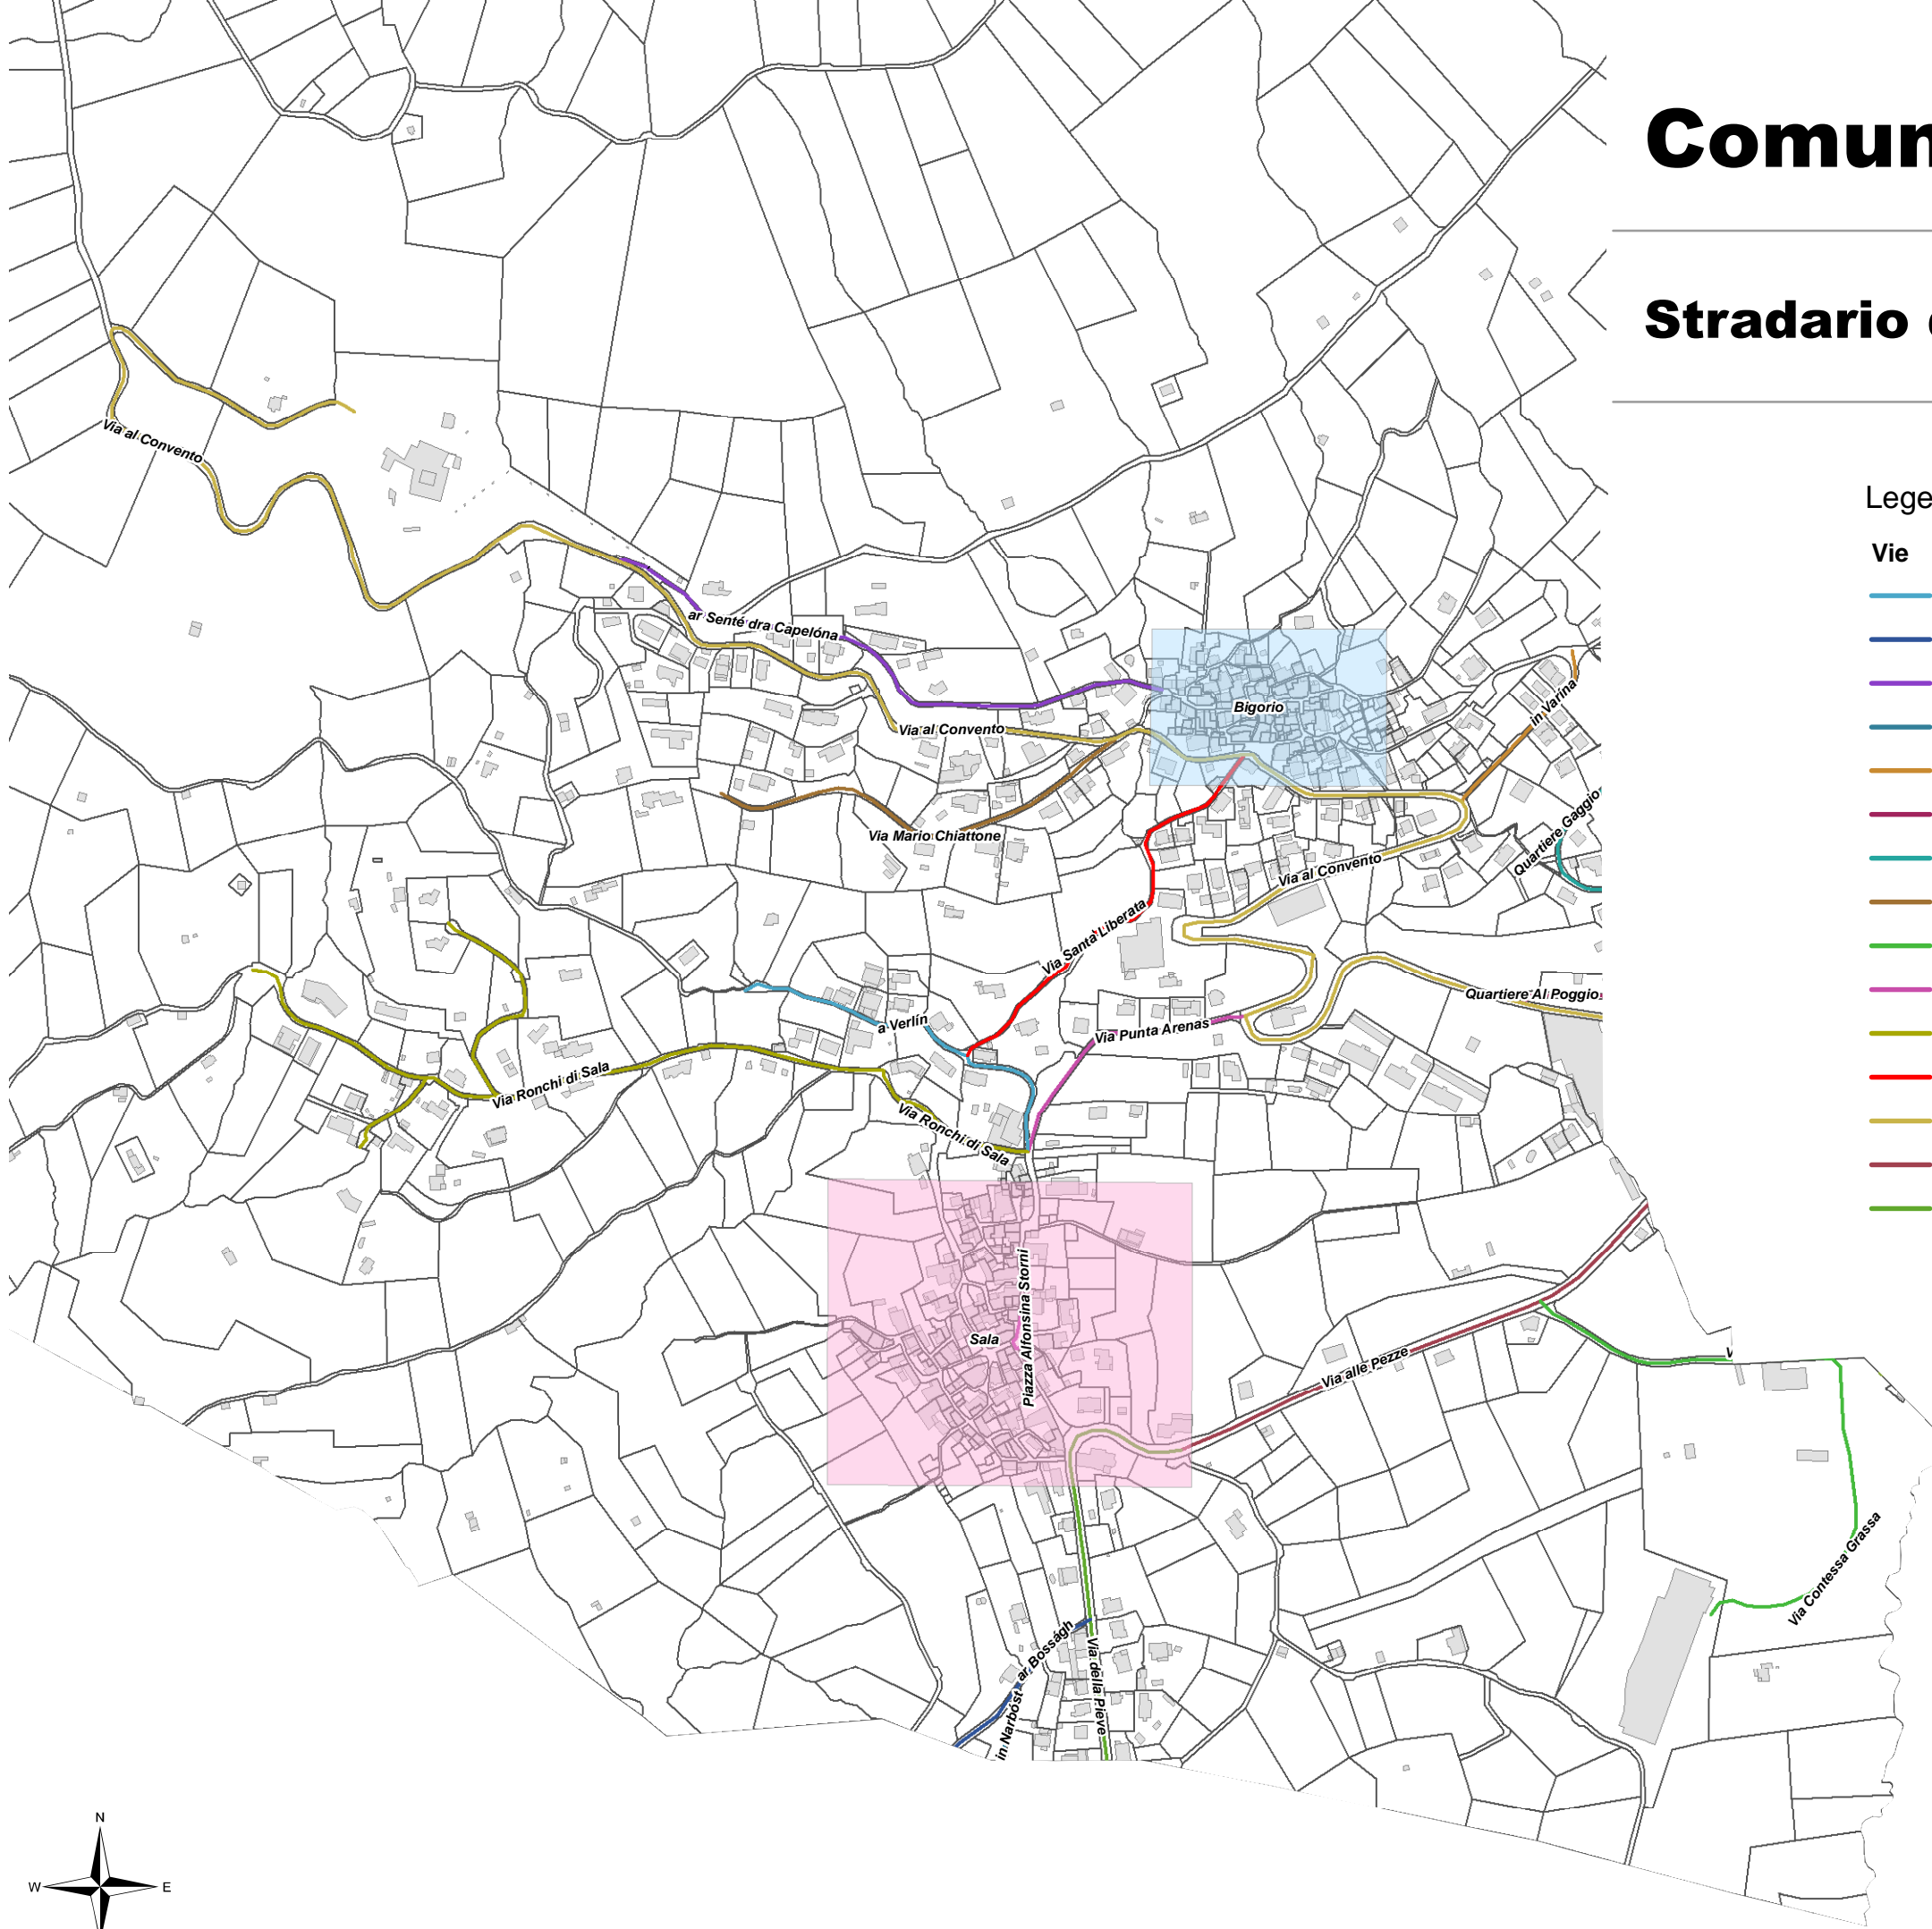 Comun
Stradario
Lege
Vie
Via al Convento
ar Senté dra Capelóna
Bigorio
in Varina
Via al Convento
Quartiere Gaggio
Via Mario Chiattone
Via al Convento
Via Santa Liberata
Quartiere Al Poggio
a Verlín
Via Punta Arenas
Via Ronchi di Sala
Via Ronchi di Sala
Piazza Alfonsina Storni
Sala
V
Via alle Pezze
Via Contessa Grassa
ar Bosságh
Via della Pieve
in Narbóst
N
W E